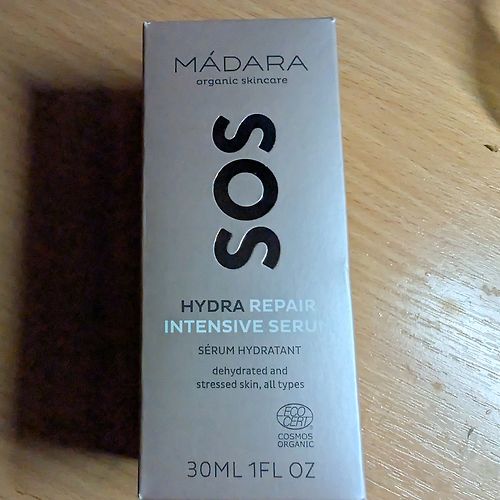 MÁDARA
organic skincare
SOS
HYDRA REPAIR
INTENSIVE SERUM
SÉRUM HYDRATANT
dehydrated and
stressed skin, all types
ECO
CERT
COSMOS
ORGANIC
30ML 1FL OZ